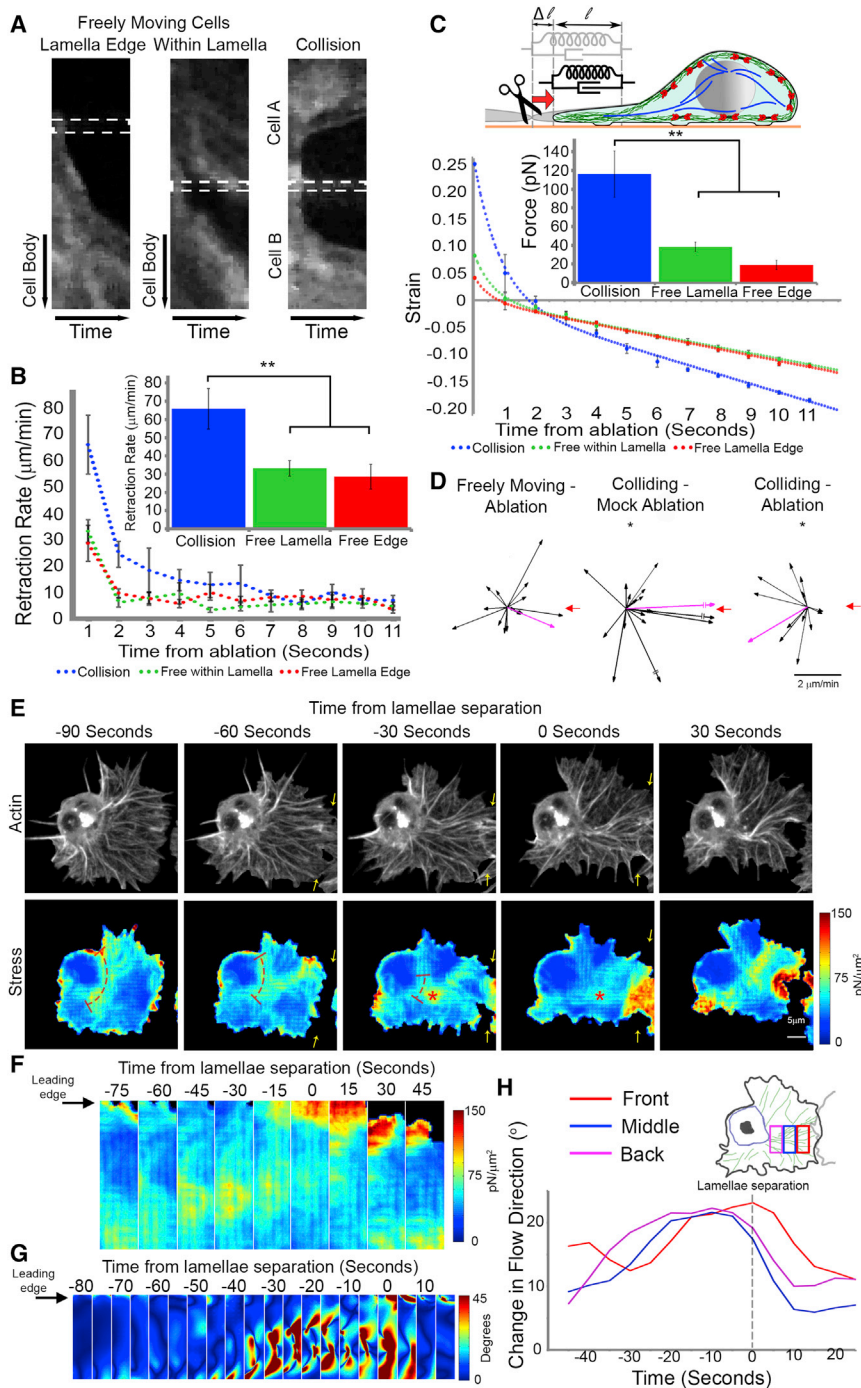 A
Freely Moving Cells
Lamella Edge Within Lamella Collision
Cell Body
Cell Body
Cell A
Cell B
Time Time Time
B
Retraction Rate (μm/min)
80
70
60
50
40
30
20
10
0
1 2 3 4 5 6 7 8 9 10 11
Time from ablation (Seconds)
Collision Free within Lamella Free Lamella Edge
Retraction Rate (μm/min)
90
80
70
60
50
40
30
20
10
0
**
Collision Free Lamella Free Edge
C
Δℓ ℓ
Strain
0.25
0.20
0.15
0.10
0.05
0
-0.05
-0.10
-0.15
-0.20
1 2 3 4 5 6 7 8 9 10 11
Time from ablation (Seconds)
Collision Free within Lamella Free Lamella Edge
Force (pN)
140
120
100
80
60
40
20
0
**
Collision Free Lamella Free Edge
D
Freely Moving -
Ablation
Colliding -
Mock Ablation
*
Colliding -
Ablation
*
2 μm/min
E
Time from lamellae separation
-90 Seconds -60 Seconds -30 Seconds 0 Seconds 30 Seconds
Actin
Stress
*
*
5μm
150
75
0
pN/μm²
F
Time from lamellae separation (Seconds)
Leading
edge
-75 -60 -45 -30 -15 0 15 30 45
150
75
0
pN/μm²
G
Time from lamellae separation (Seconds)
Leading
edge
-80 -70 -60 -50 -40 -30 -20 -10 0 10
45
0
Degrees
H
Front
Middle
Back
Lamellae separation
Change in Flow Direction (°)
20
10
0
-40 -30 -20 -10 0 10 20
Time (Seconds)